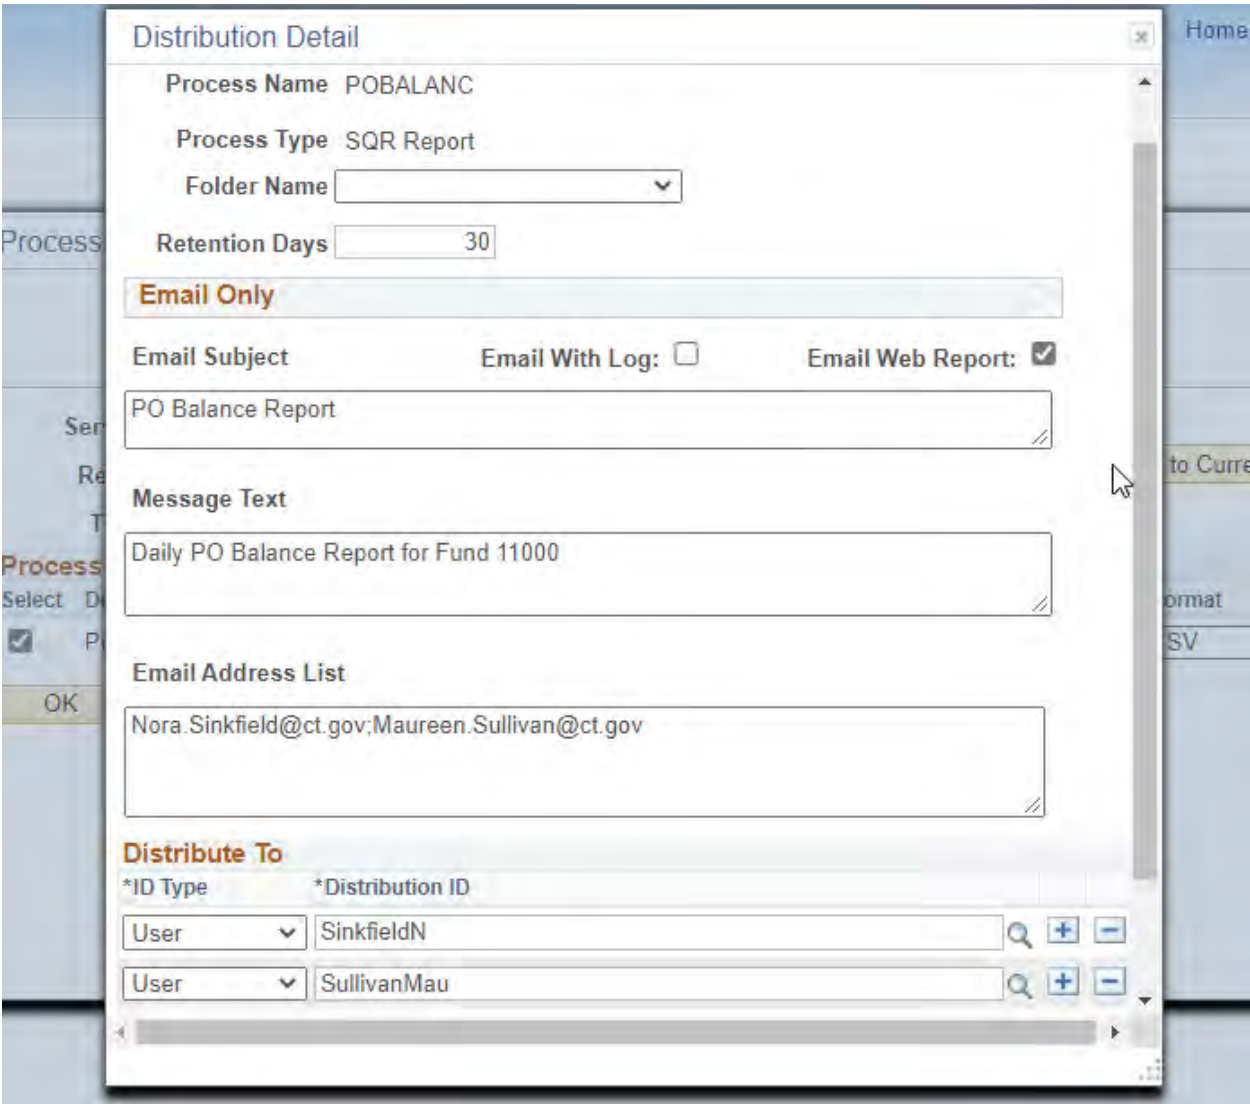 Distribution Detail
Home
Process Name POBALANC
Process Type SQR Report
Folder Name
Process
Retention Days 30
Email Only
Email Subject Email With Log: Email Web Report:
PO Balance Report
Ser
to Curre
Re
Message Text
T
Daily PO Balance Report for Fund 11000
Process
Select D
ormat
P
SV
Email Address List
OK
Nora.Sinkfield@ct.gov;Maureen.Sullivan@ct.gov
Distribute To
*ID Type *Distribution ID
User SinkfieldN
User SullivanMau